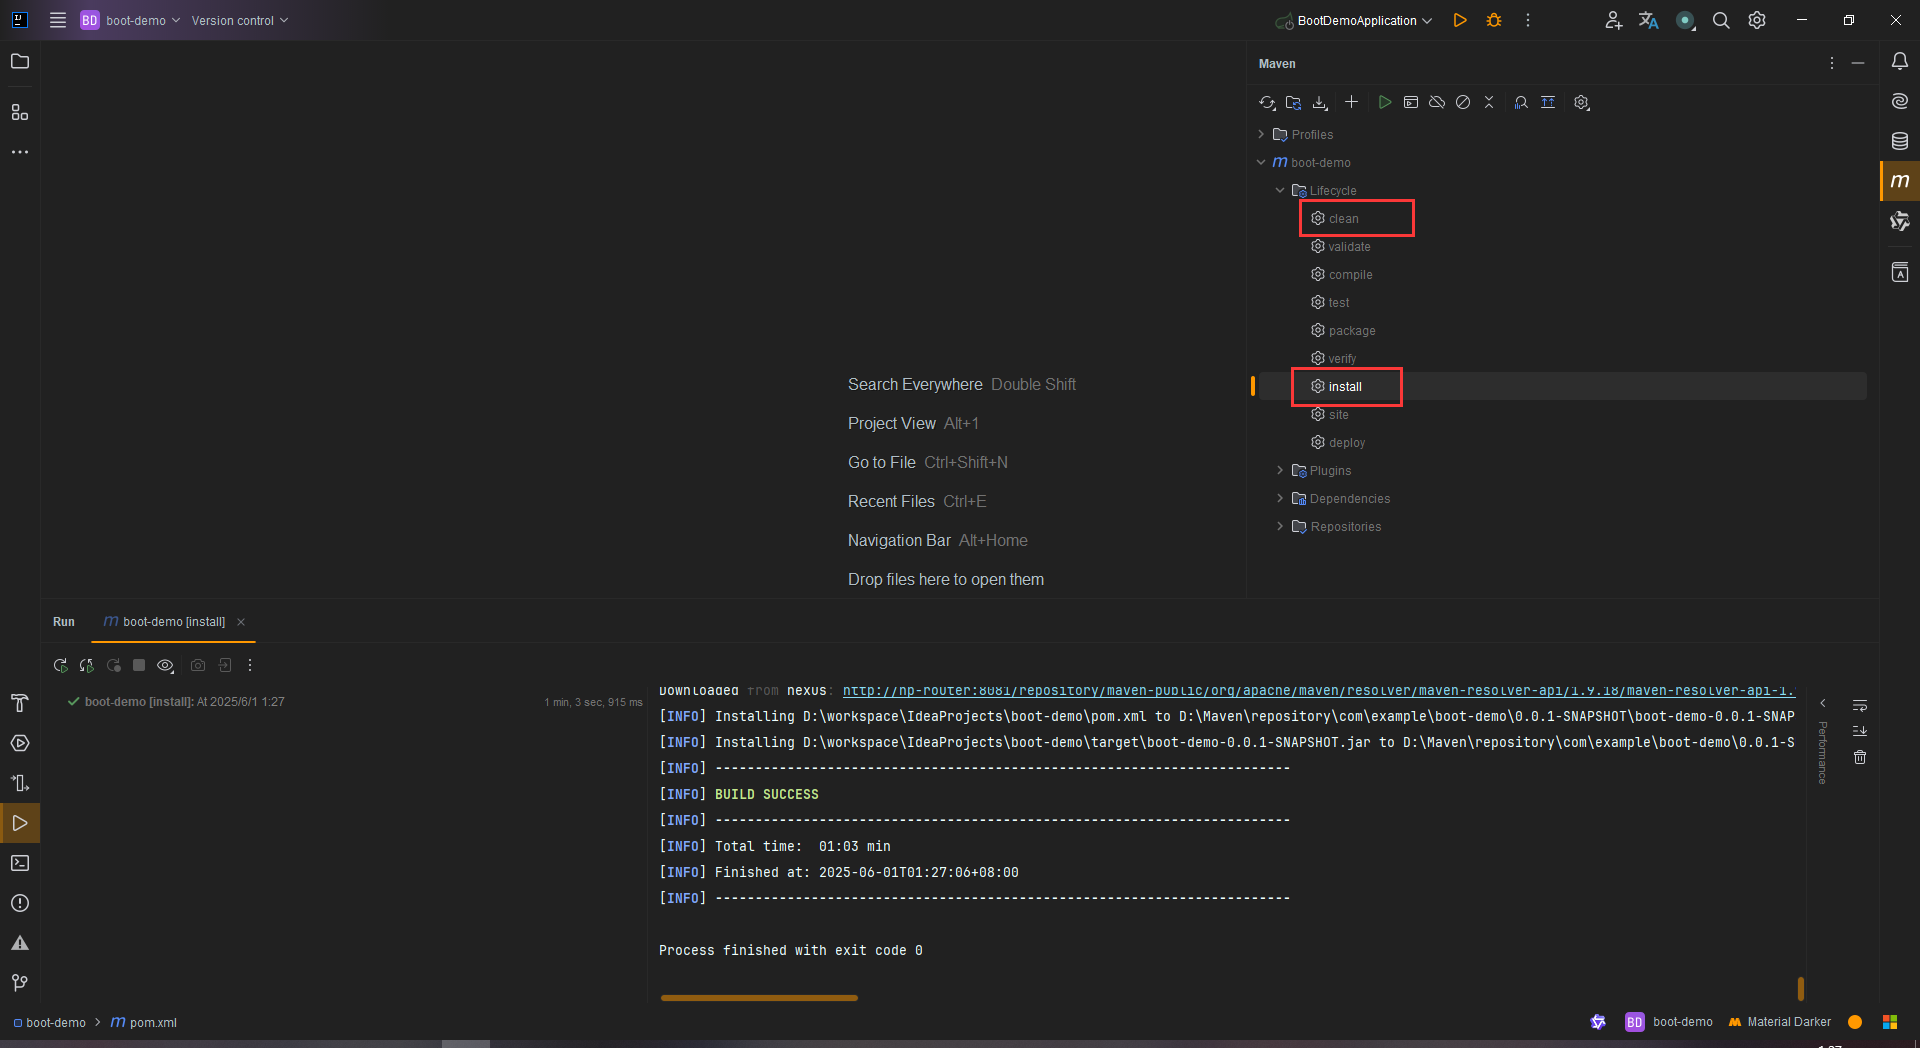 BD boot-demo Version control
BootDemoApplication
Maven
Profiles
m boot-demo
Lifecycle
clean
validate
compile
test
package
verify
install
site
deploy
Plugins
Dependencies
Repositories
Search Everywhere Double Shift
Project View Alt+1
Go to File Ctrl+Shift+N
Recent Files Ctrl+E
Navigation Bar Alt+Home
Drop files here to open them
Run
m boot-demo [install]
boot-demo [install]: At 2025/6/1 1:27
1 min, 3 sec, 915 ms
Downloaded from nexus: http://hp-router:8081/repository/maven-public/org/apache/maven/resolver/maven-resolver-api/1.9.18/maven-resolver-api-1.
[INFO] Installing D:\workspace\IdeaProjects\boot-demo\pom.xml to D:\Maven\repository\com\example\boot-demo\0.0.1-SNAPSHOT\boot-demo-0.0.1-SNAP
[INFO] Installing D:\workspace\IdeaProjects\boot-demo\target\boot-demo-0.0.1-SNAPSHOT.jar to D:\Maven\repository\com\example\boot-demo\0.0.1-S
[INFO] ------------------------------------------------------------------------
[INFO] BUILD SUCCESS
[INFO] ------------------------------------------------------------------------
[INFO] Total time:  01:03 min
[INFO] Finished at: 2025-06-01T01:27:06+08:00
[INFO] ------------------------------------------------------------------------
Process finished with exit code 0
Performance
boot-demo > m pom.xml
BD boot-demo
Material Darker